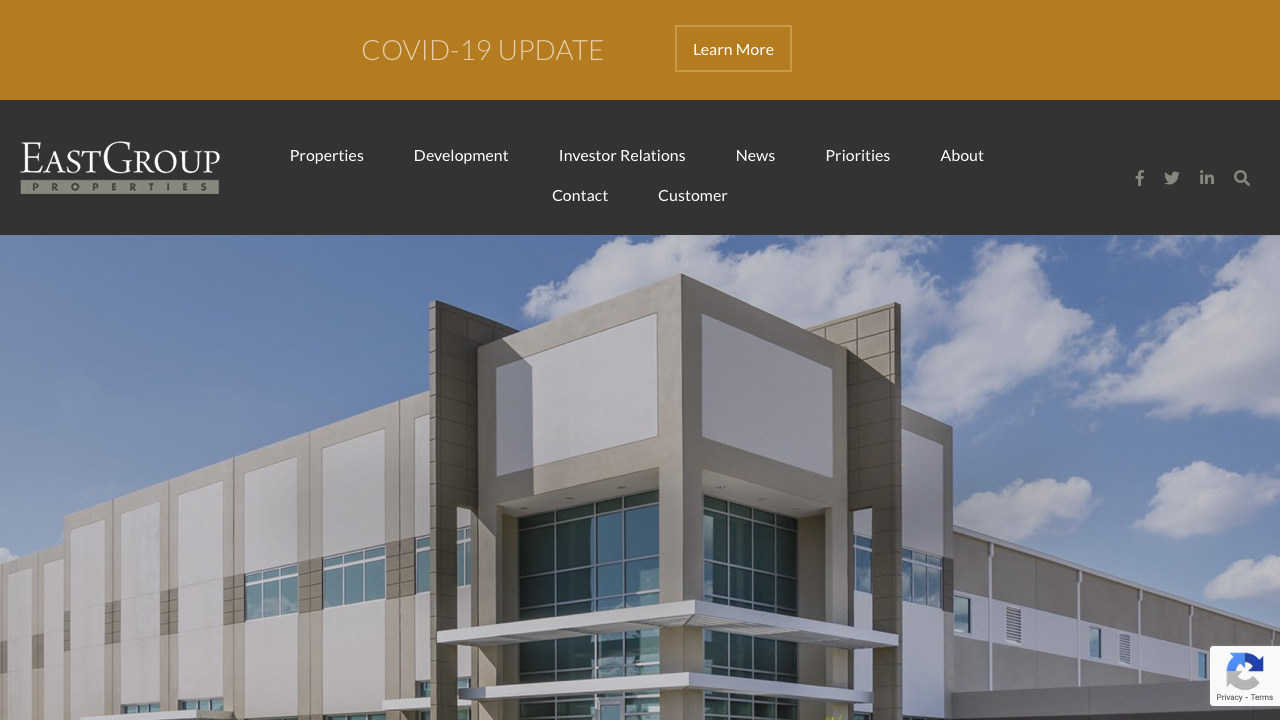 COVID-19 UPDATE
Learn More
EASTGROUP
PROPERTIES
Properties Development Investor Relations News Priorities About
Contact Customer
Privacy - Terms